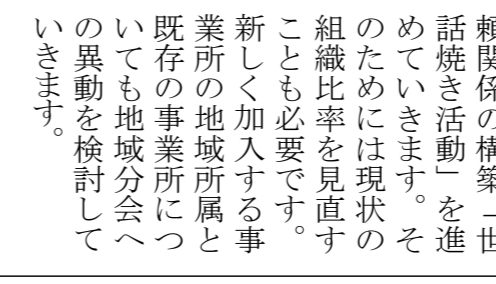 頼関係の構築「世
話焼き活動」を進
めていきます。そ
のためには現状の
組織比率を見直す
ことも必要です。
新しく加入する事
業所の地域所属と
既存の事業所につ
いても地域分会へ
の異動を検討して
いきます。